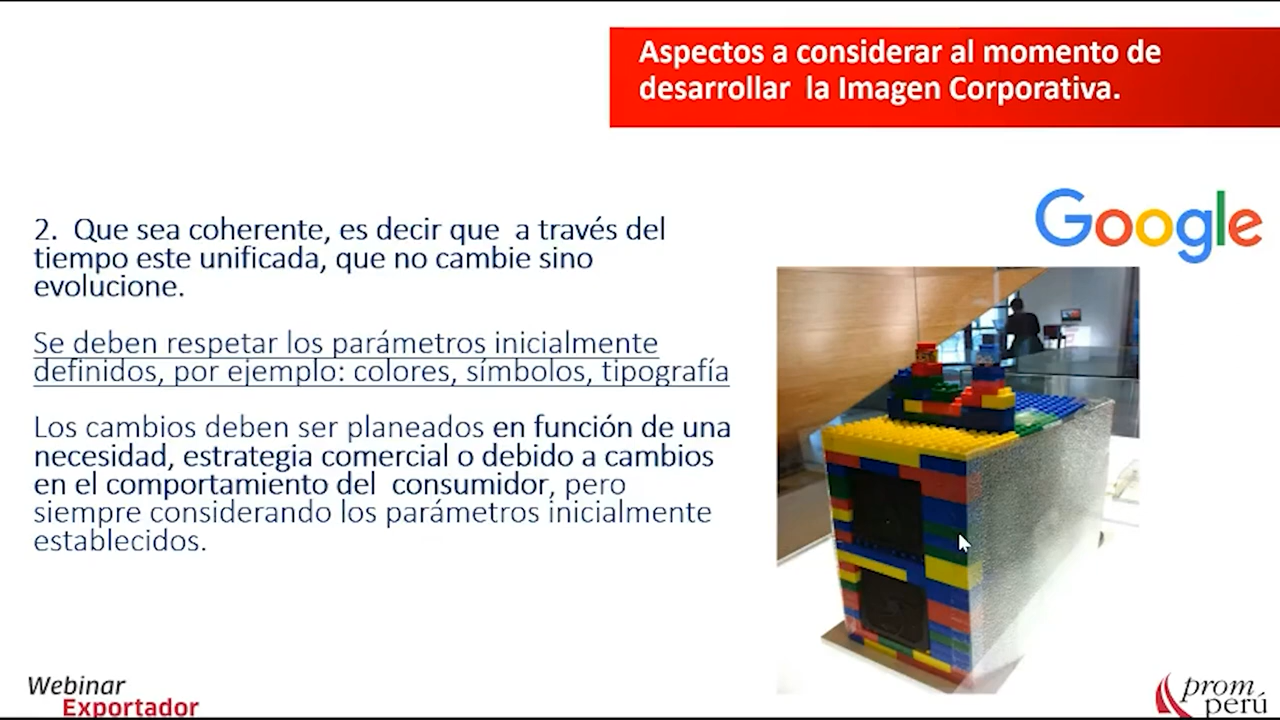 Aspectos a considerar al momento de
desarrollar la Imagen Corporativa.
Google
2. Que sea coherente, es decir que a través del
tiempo este unificada, que no cambie sino
evolucione.
Se deben respetar los parámetros inicialmente
definidos, por ejemplo: colores, símbolos, tipografía
Los cambios deben ser planeados en función de una
necesidad, estrategia comercial o debido a cambios
en el comportamiento del consumidor, pero
siempre considerando los parámetros inicialmente
establecidos.
Webinar
Exportador
prom
perú